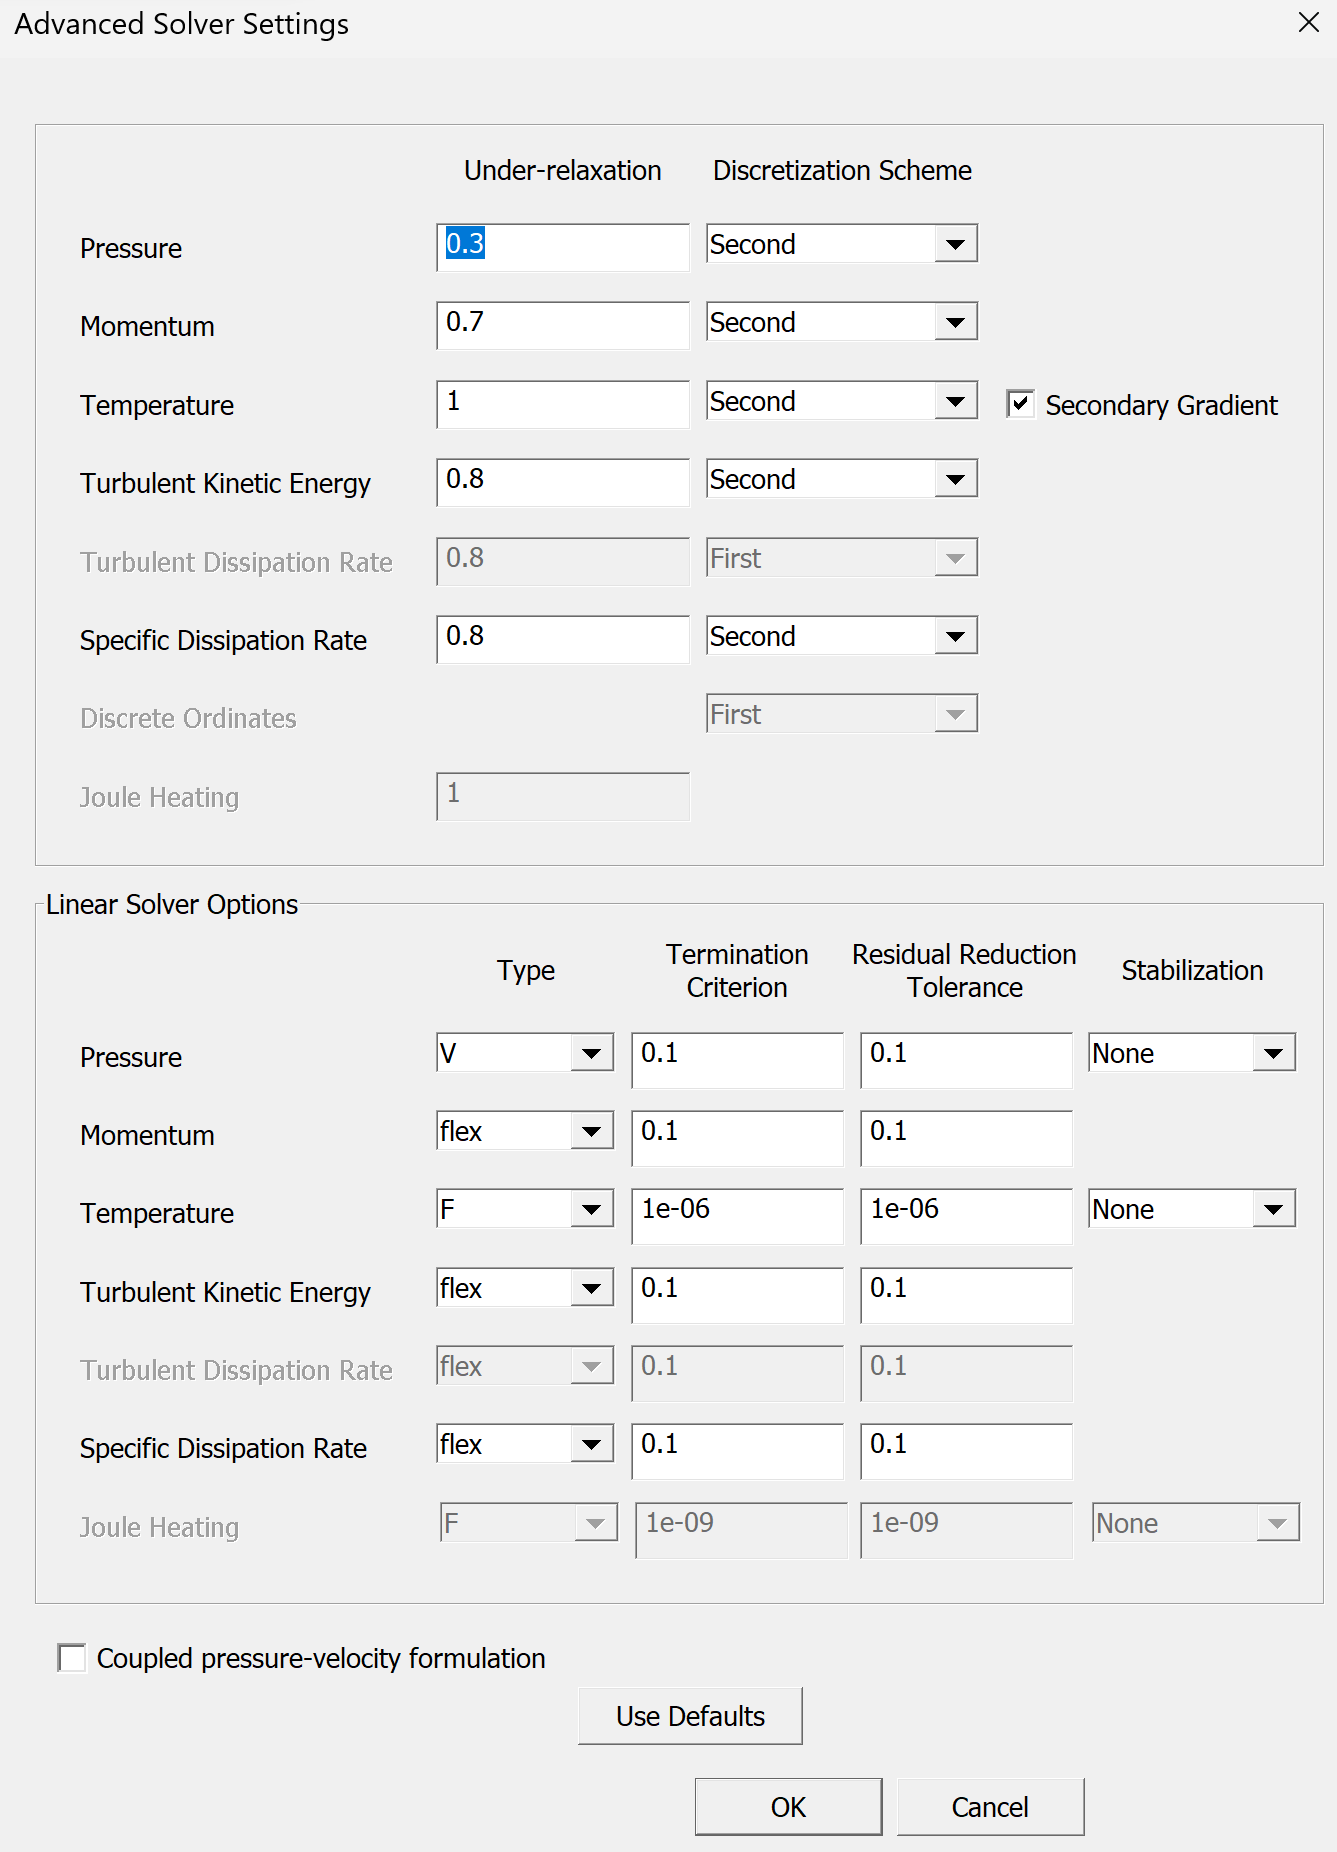 Advanced Solver Settings
Under-relaxation Discretization Scheme
Pressure 0.3 Second
Momentum 0.7 Second
Temperature 1 Second Secondary Gradient
Turbulent Kinetic Energy 0.8 Second
Turbulent Dissipation Rate 0.8 First
Specific Dissipation Rate 0.8 Second
Discrete Ordinates First
Joule Heating 1
Linear Solver Options
Type Termination Criterion Residual Reduction Tolerance Stabilization
Pressure V 0.1 0.1 None
Momentum flex 0.1 0.1
Temperature F 1e-06 1e-06 None
Turbulent Kinetic Energy flex 0.1 0.1
Turbulent Dissipation Rate flex 0.1 0.1
Specific Dissipation Rate flex 0.1 0.1
Joule Heating F 1e-09 1e-09 None
Coupled pressure-velocity formulation
Use Defaults
OK Cancel